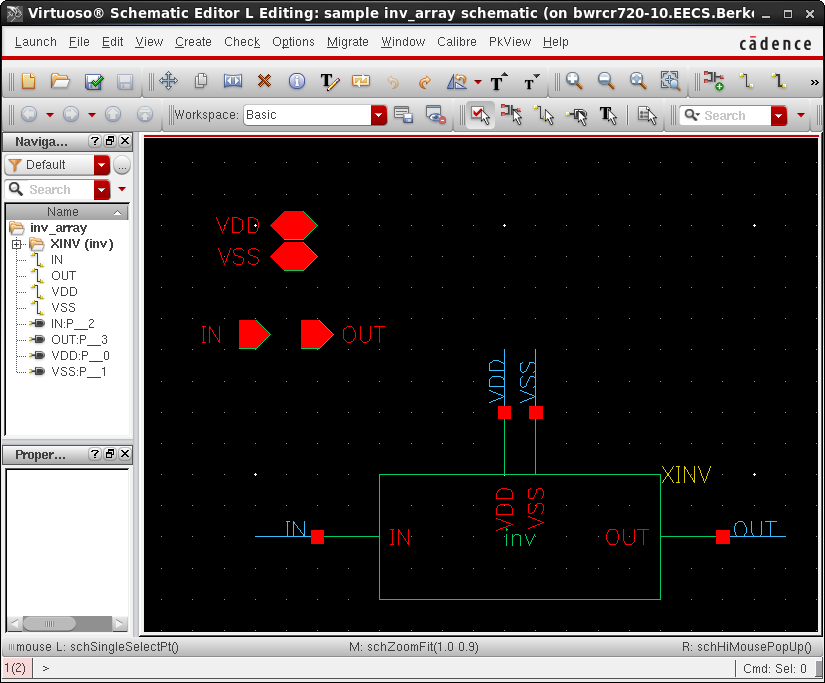 Virtuoso® Schematic Editor L Editing: sample inv_array schematic (on bwrcr720-10.EECS.Berk
Launch File Edit View Create Check Options Migrate Window Calibre PkView Help
cādence
T T T
»
Workspace: Basic
T
Search
Naviga... ?
Default ...
Search
Name
inv_array
XINV (inv)
IN
OUT
VDD
VSS
IN:P__2
OUT:P__3
VDD:P__0
VSS:P__1
Proper... ?
VDD
VSS
IN OUT
VDD VSS
XINV
VDD VSS
IN IN inv OUT OUT
mouse L: schSingleSelectPt() M: schZoomFit(1.0 0.9) R: schHiMousePopUp()
1(2) > Cmd: Sel: 0